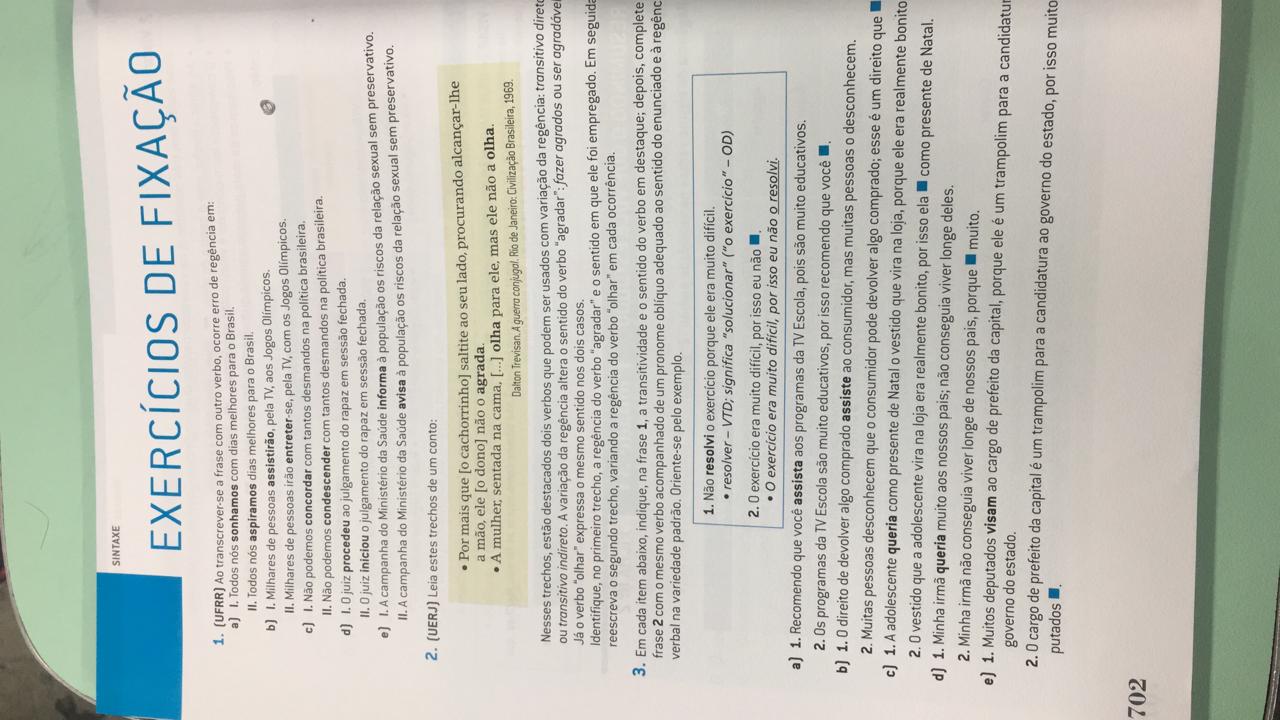 SINTAXE
EXERCÍCIOS DE FIXAÇÃO
1. (UFRR) Ao transcrever-se a frase com outro verbo, ocorre erro de regência em:
a) I. Todos nós sonhamos com dias melhores para o Brasil.
II. Todos nós aspiramos dias melhores para o Brasil.
b) I. Milhares de pessoas assistirão, pela TV, aos Jogos Olímpicos.
II. Milhares de pessoas irão entreter-se, pela TV, com os Jogos Olímpicos.
c) I. Não podemos concordar com tantos desmandos na política brasileira.
II. Não podemos condescender com tantos desmandos na política brasileira.
d) I. O juiz procedeu ao julgamento do rapaz em sessão fechada.
II. O juiz iniciou o julgamento do rapaz em sessão fechada.
e) I. A campanha do Ministério da Saúde informa à população os riscos da relação sexual sem preservativo.
II. A campanha do Ministério da Saúde avisa à população os riscos da relação sexual sem preservativo.
2. (UERJ) Leia estes trechos de um conto:
• Por mais que [o cachorrinho] saltite ao seu lado, procurando alcançar-lhe
a mão, ele [o dono] não o agrada.
• A mulher, sentada na cama, [...] olha para ele, mas ele não a olha.
Dalton Trevisan. A guerra conjugal. Rio de Janeiro: Civilização Brasileira, 1969.
Nesses trechos, estão destacados dois verbos que podem ser usados com variação da regência: transitivo direto
ou transitivo indireto. A variação da regência altera o sentido do verbo "agradar": fazer agrados ou ser agradável.
Já o verbo "olhar" expressa o mesmo sentido nos dois casos.
Identifique, no primeiro trecho, a regência do verbo "agradar" e o sentido em que ele foi empregado. Em seguida
reescreva o segundo trecho, variando a regência do verbo "olhar" em cada ocorrência.
3. Em cada item abaixo, indique, na frase 1, a transitividade e o sentido do verbo em destaque; depois, complete
frase 2 com o mesmo verbo acompanhado de um pronome oblíquo adequado ao sentido do enunciado e à regênc
verbal na variedade padrão. Oriente-se pelo exemplo.
1. Não resolvi o exercício porque ele era muito difícil.
• resolver – VTD; significa "solucionar" ("o exercício" – OD)
2. O exercício era muito difícil, por isso eu não ■.
• O exercício era muito difícil, por isso eu não o resolvi.
a) 1. Recomendo que você assista aos programas da TV Escola, pois são muito educativos.
2. Os programas da TV Escola são muito educativos, por isso recomendo que você ■.
b) 1. O direito de devolver algo comprado assiste ao consumidor, mas muitas pessoas o desconhecem.
2. Muitas pessoas desconhecem que o consumidor pode devolver algo comprado; esse é um direito que ■
c) 1. A adolescente queria como presente de Natal o vestido que vira na loja, porque ele era realmente bonito
2. O vestido que a adolescente vira na loja era realmente bonito, por isso ela ■ como presente de Natal.
d) 1. Minha irmã queria muito aos nossos pais; não conseguia viver longe deles.
2. Minha irmã não conseguia viver longe de nossos pais, porque ■ muito.
e) 1. Muitos deputados visam ao cargo de prefeito da capital, porque ele é um trampolim para a candidatur
governo do estado.
2. O cargo de prefeito da capital é um trampolim para a candidatura ao governo do estado, por isso muito
putados ■.
702